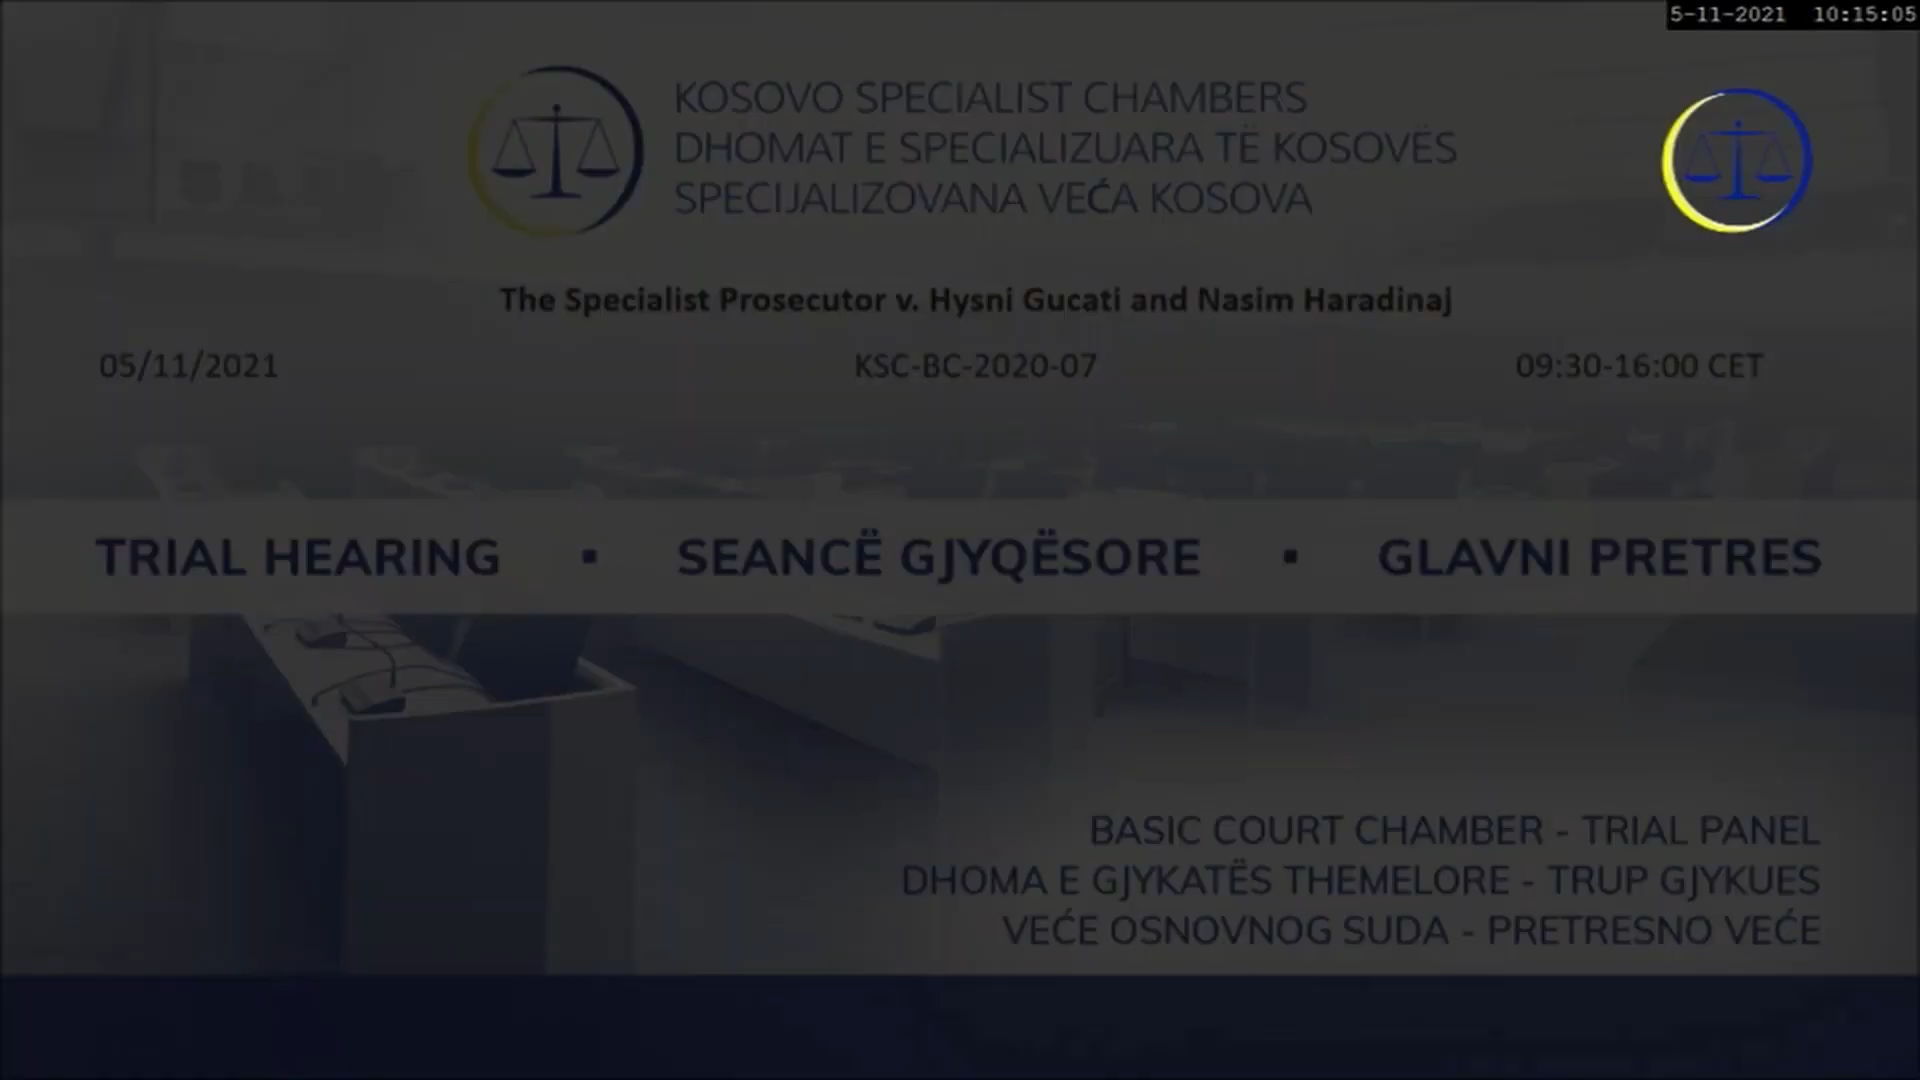 5-11-2021 10:15:05
KOSOVO SPECIALIST CHAMBERS
DHOMAT E SPECIALIZUARA TË KOSOVËS
SPECIJALIZOVANA VEĆA KOSOVA
The Specialist Prosecutor v. Hysni Gucati and Nasim Haradinaj
05/11/2021 KSC-BC-2020-07 09:30-16:00 CET
TRIAL HEARING ▪ SEANCË GJYQËSORE ▪ GLAVNI PRETRES
BASIC COURT CHAMBER - TRIAL PANEL
DHOMA E GJYKATËS THEMELORE - TRUP GJYKUES
VEĆE OSNOVNOG SUDA - PRETRESNO VEĆE